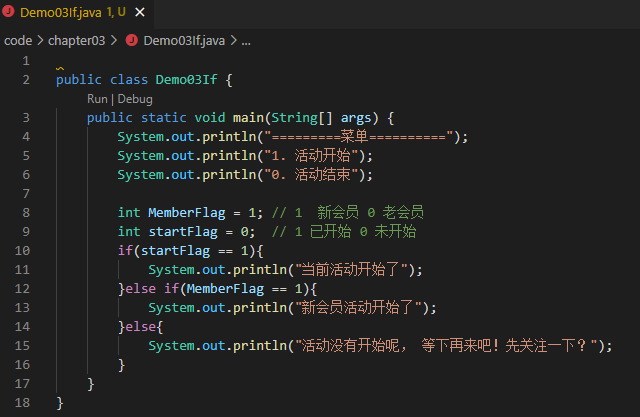 Demo03If.java 1, U
code > chapter03 > Demo03If.java > ...
1
2 public class Demo03If {
Run | Debug
3 public static void main(String[] args) {
4 System.out.println("=========菜单==========");
5 System.out.println("1. 活动开始");
6 System.out.println("0. 活动结束");
7
8 int MemberFlag = 1; // 1  新会员 0 老会员
9 int startFlag = 0;  // 1 已开始 0 未开始
10 if(startFlag == 1){
11 System.out.println("当前活动开始了");
12 }else if(MemberFlag == 1){
13 System.out.println("新会员活动开始了");
14 }else{
15 System.out.println("活动没有开始呢， 等下再来吧！先关注一下？");
16 }
17 }
18 }